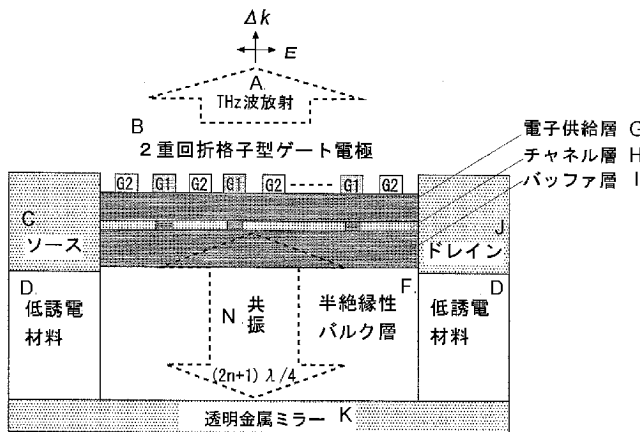 Δk
E
A
THz波放射
B
2重回折格子型ゲート電極
電子供給層 G
チャネル層 H
バッファ層 I
G2 G1 G2 G1 G2 G1 G2
C
ソース
J
ドレイン
D
低誘電
材料
N 共振
(2n+1) λ/4
F
半絶縁性
バルク層
D
低誘電
材料
透明金属ミラー K